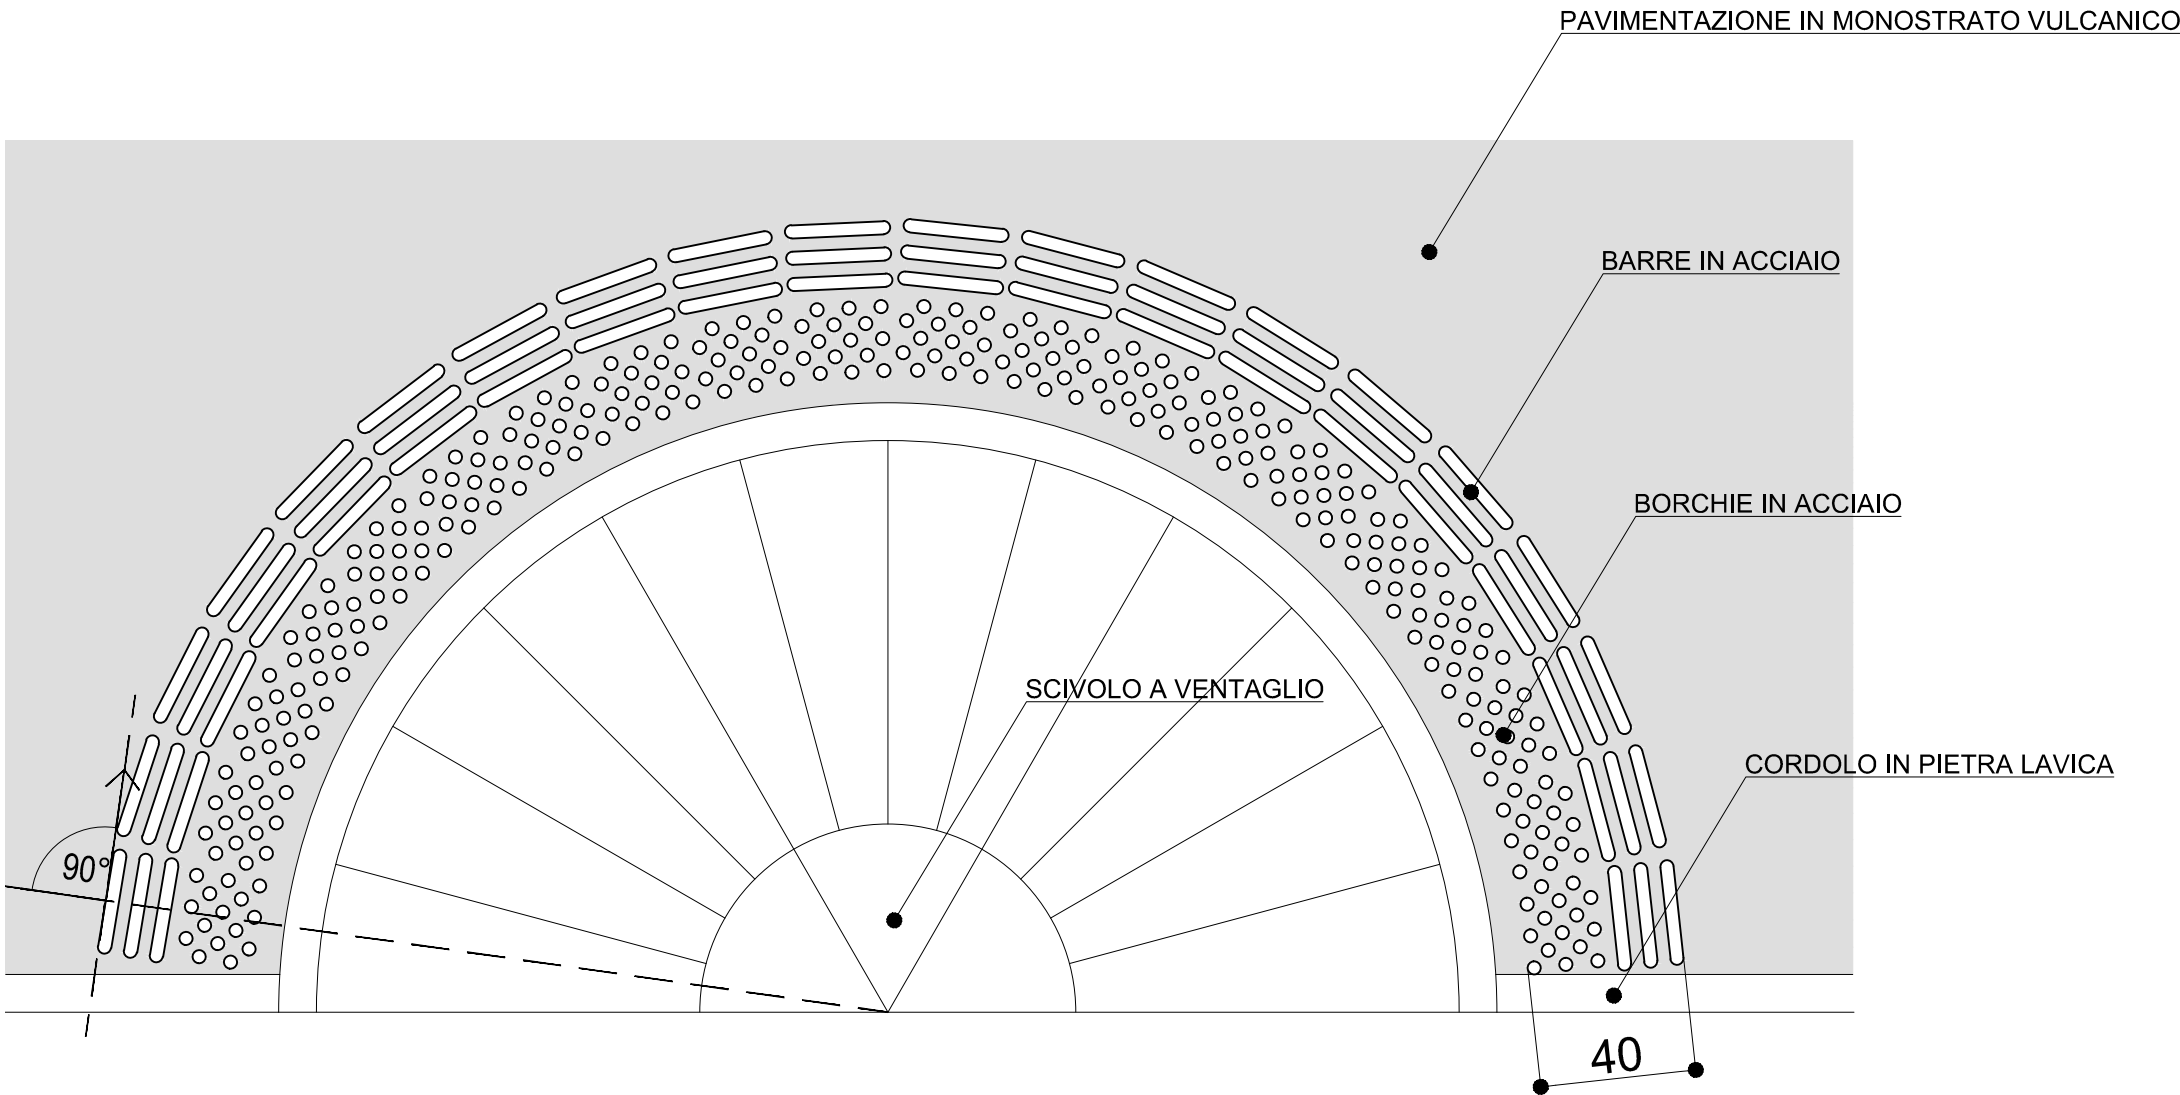 PAVIMENTAZIONE IN MONOSTRATO VULCANICO
BARRE IN ACCIAIO
BORCHIE IN ACCIAIO
SCIVOLO A VENTAGLIO
CORDOLO IN PIETRA LAVICA
90°
40